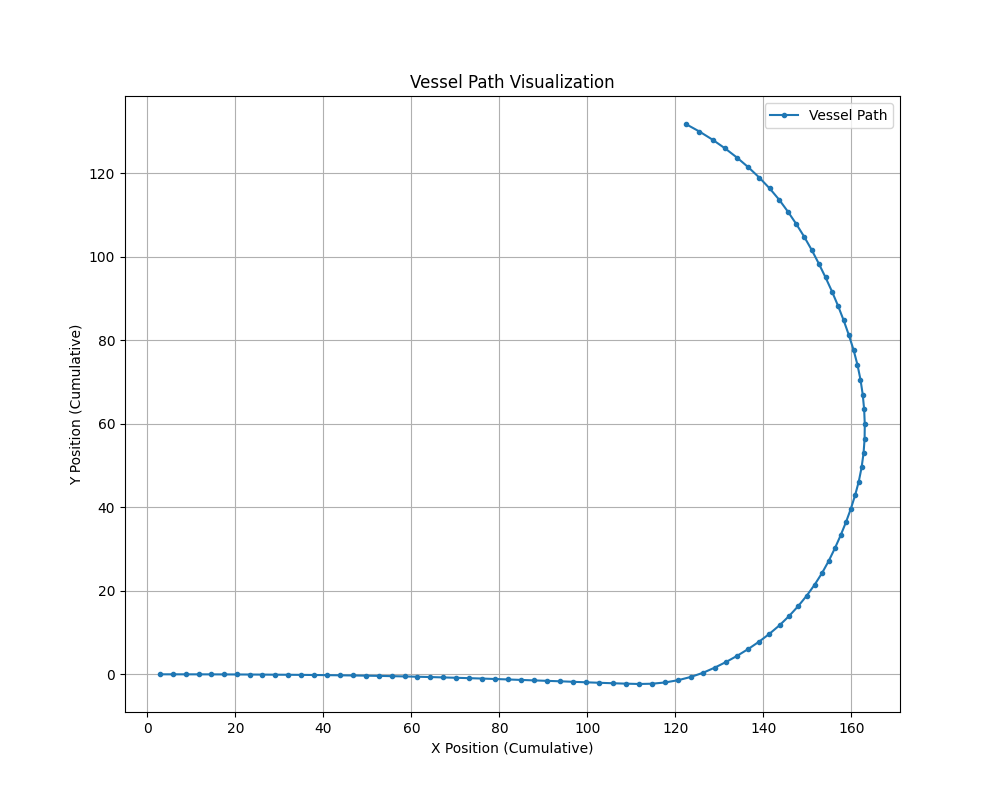 Vessel Path Visualization
Vessel Path
120
100
80
60
40
20
0
Y Position (Cumulative)
0 20 40 60 80 100 120 140 160
X Position (Cumulative)